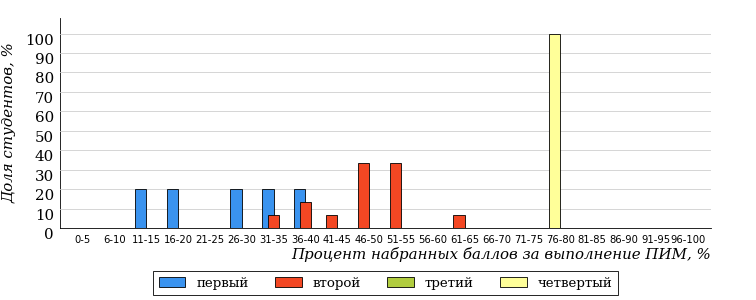 Доля студентов, %
100
90
80
70
60
50
40
30
20
10
0
0-5 6-10 11-15 16-20 21-25 26-30 31-35 36-40 41-45 46-50 51-55 56-60 61-65 66-70 71-75 76-80 81-85 86-90 91-95 96-100
Процент набранных баллов за выполнение ПИМ, %
первый второй третий четвертый